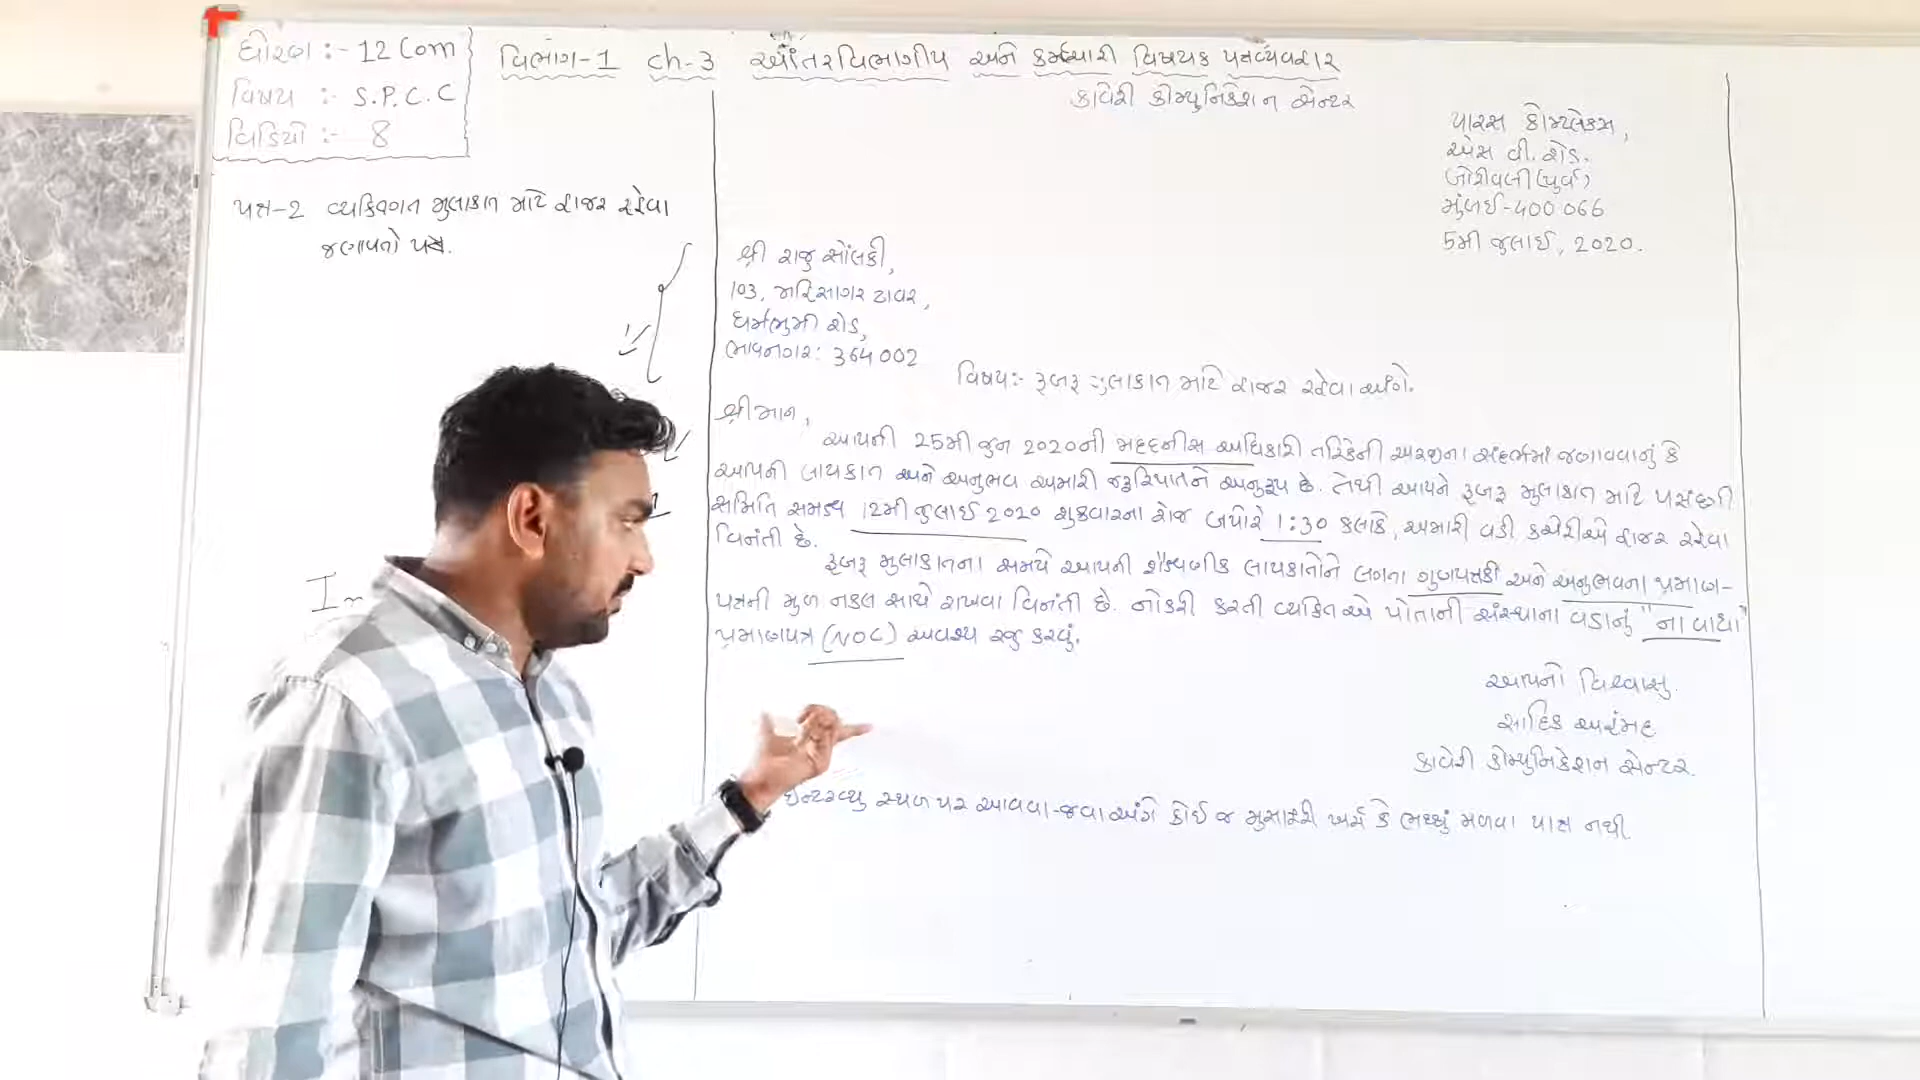 ધોરણ :- 12 Com
વિષય :- S.P.C.C
વિડિયો :- 8
વિભાગ-1 ch-3 આંતરવિભાગીય અને કર્મચારી વિષયક પત્રવ્યવહાર
કાવેરી કોમ્યુનિકેશન સેન્ટર
પારસ કોમ્પ્લેક્સ,
એસ વી. રોડ.
બોરીવલી (પુર્વ)
મુંબઈ-400 066
5મી જુલાઈ, 2020.
પત્ર-2 વ્યકિતગત મુલાકાત માટે હાજર રહેવા
જણાવતો પત્ર.
શ્રી રાજુ સોલંકી,
103, મહિસાગર ટાવર,
ધર્મભુમી રોડ,
ભાવનગર: 364 002
વિષય:- રૂબરૂ મુલાકાત માટે હાજર રહેવા અંગે.
શ્રીમાન,
આપની 25મી જુન 2020ની મદદનીસ અધિકારી તરિકેની અરજીના સંદર્ભમાં જણાવવાનું કે
આપની લાયકાત અને અનુભવ અમારી જરૂરિયાતને અનુરૂપ છે. તેથી આપને રૂબરૂ મુલાકાત માટે પસંદગી
સમિતિ સમક્ષ 12મી જુલાઈ 2020 શુક્રવારના રોજ બપોરે 1:30 કલાકે, અમારી વડી કચેરીએ હાજર રહેવા
વિનંતી છે.
રૂબરૂ મુલાકાતના સમયે આપની શૈક્ષણીક લાયકાતોને લગતા ગુણપત્રકો અને અનુભવના પ્રમાણ-
પત્રની મુળ નકલ સાથે રાખવા વિનંતી છે. નોકરી કરતી વ્યકિત એ પોતાની સંસ્થાના વડાનું "ના વાંધા"
પ્રમાણપત્ર (NOC) અવશ્ય રજુ કરવું.
આપનો વિશ્વાસુ.
સાદિક અહંમદ
કાવેરી કોમ્યુનિકેશન સેન્ટર.
ઇન્ટરવ્યુ સ્થળ પર આવવા-જવા અંગે કોઈ જ મુસાફરી ખર્ચ કે ભથ્થું મળવા પાત્ર નથી.